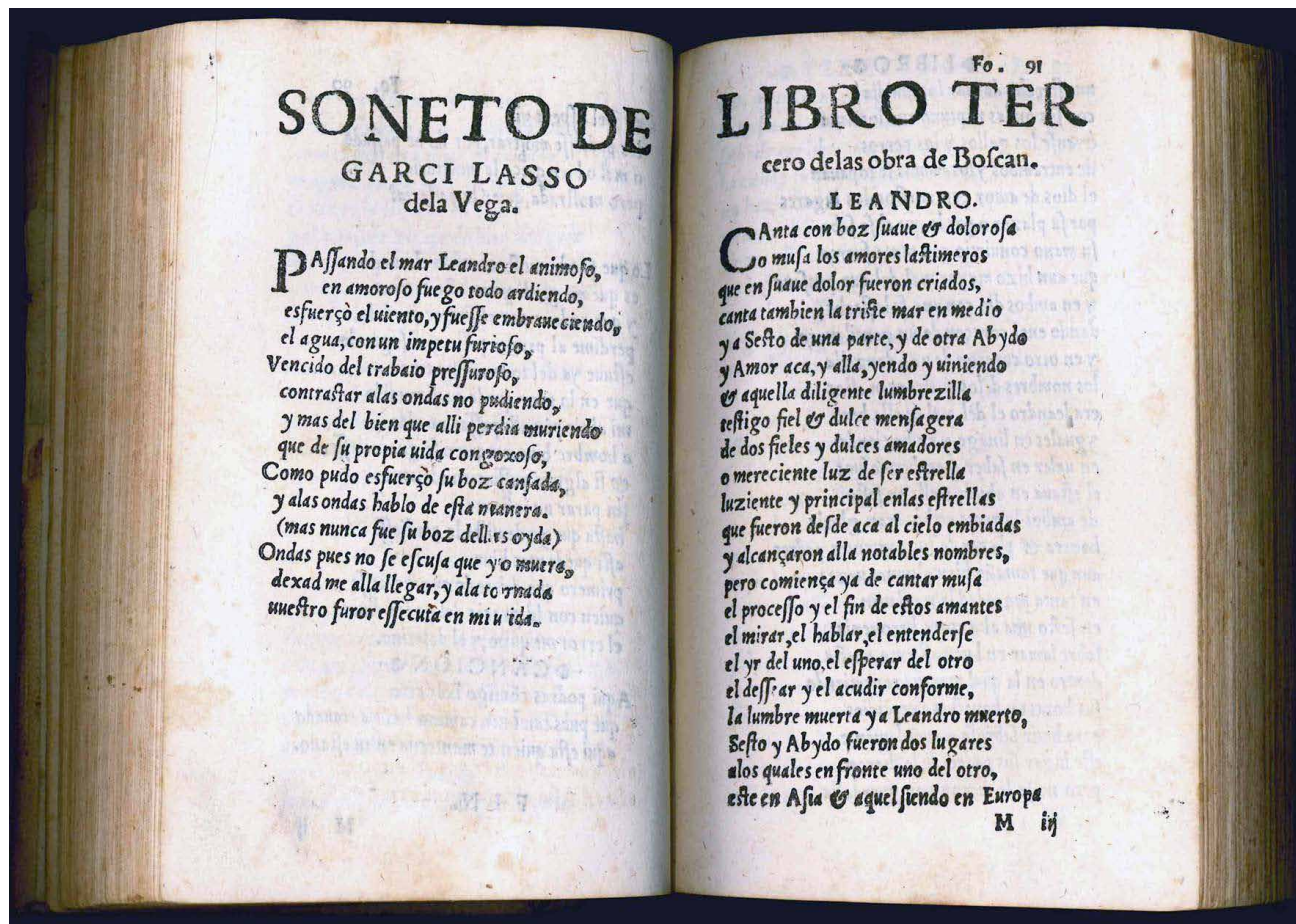 SONETO DE
GARCI LASSO
dela Vega.
PAſſando el mar Leandro el animoſo,
en amoroſo fuego todo ardiendo,
esfuerçò el uiento, y fueſſe embraueciendo,
el agua, con un impetu furioſo,
Vencido del trabaio preſſuroſo,
contraſtar alas ondas no pudiendo,
y mas del bien que alli perdia muriendo
que de ſu propia uida congoxoſo,
Como pudo esfuerçò ſu boz canſada,
y alas ondas hablo de eſta manera.
(mas nunca fue ſu boz dellas oyda)
Ondas pues no ſe eſcuſa que yo muera,
dexad me alla llegar, y ala tornada
uueſtro furor eſſecutà en mi uida.
Fo. 91
LIBRO TER
cero delas obra de Boſcan.
LEANDRO.
CAnta con boz ſuaue & doloroſa
o muſa los amores laſtimeros
que en ſuaue dolor fueron criados,
canta tambien la triſte mar en medio
y a Seſto de una parte, y de otra Abydo
y Amor aca, y alla, yendo y uiniendo
& aquella diligente lumbrezilla
teſtigo fiel & dulce menſagera
de dos fieles y dulces amadores
o mereciente luz de ſer eſtrella
luziente y principal enlas eſtrellas
que fueron deſde aca al cielo embiadas
y alcançaron alla notables nombres,
pero comiença ya de cantar muſa
el proceſſo y el fin de eſtos amantes
el mirar, el hablar, el entenderſe
el yr del uno. el eſperar del otro
el deſſear y el acudir conforme,
la lumbre muerta y a Leandro muerto,
Seſto y Abydo fueron dos lugares
alos quales en fronte uno del otro,
eſte en Aſia & aquel ſiendo en Europa
M iij